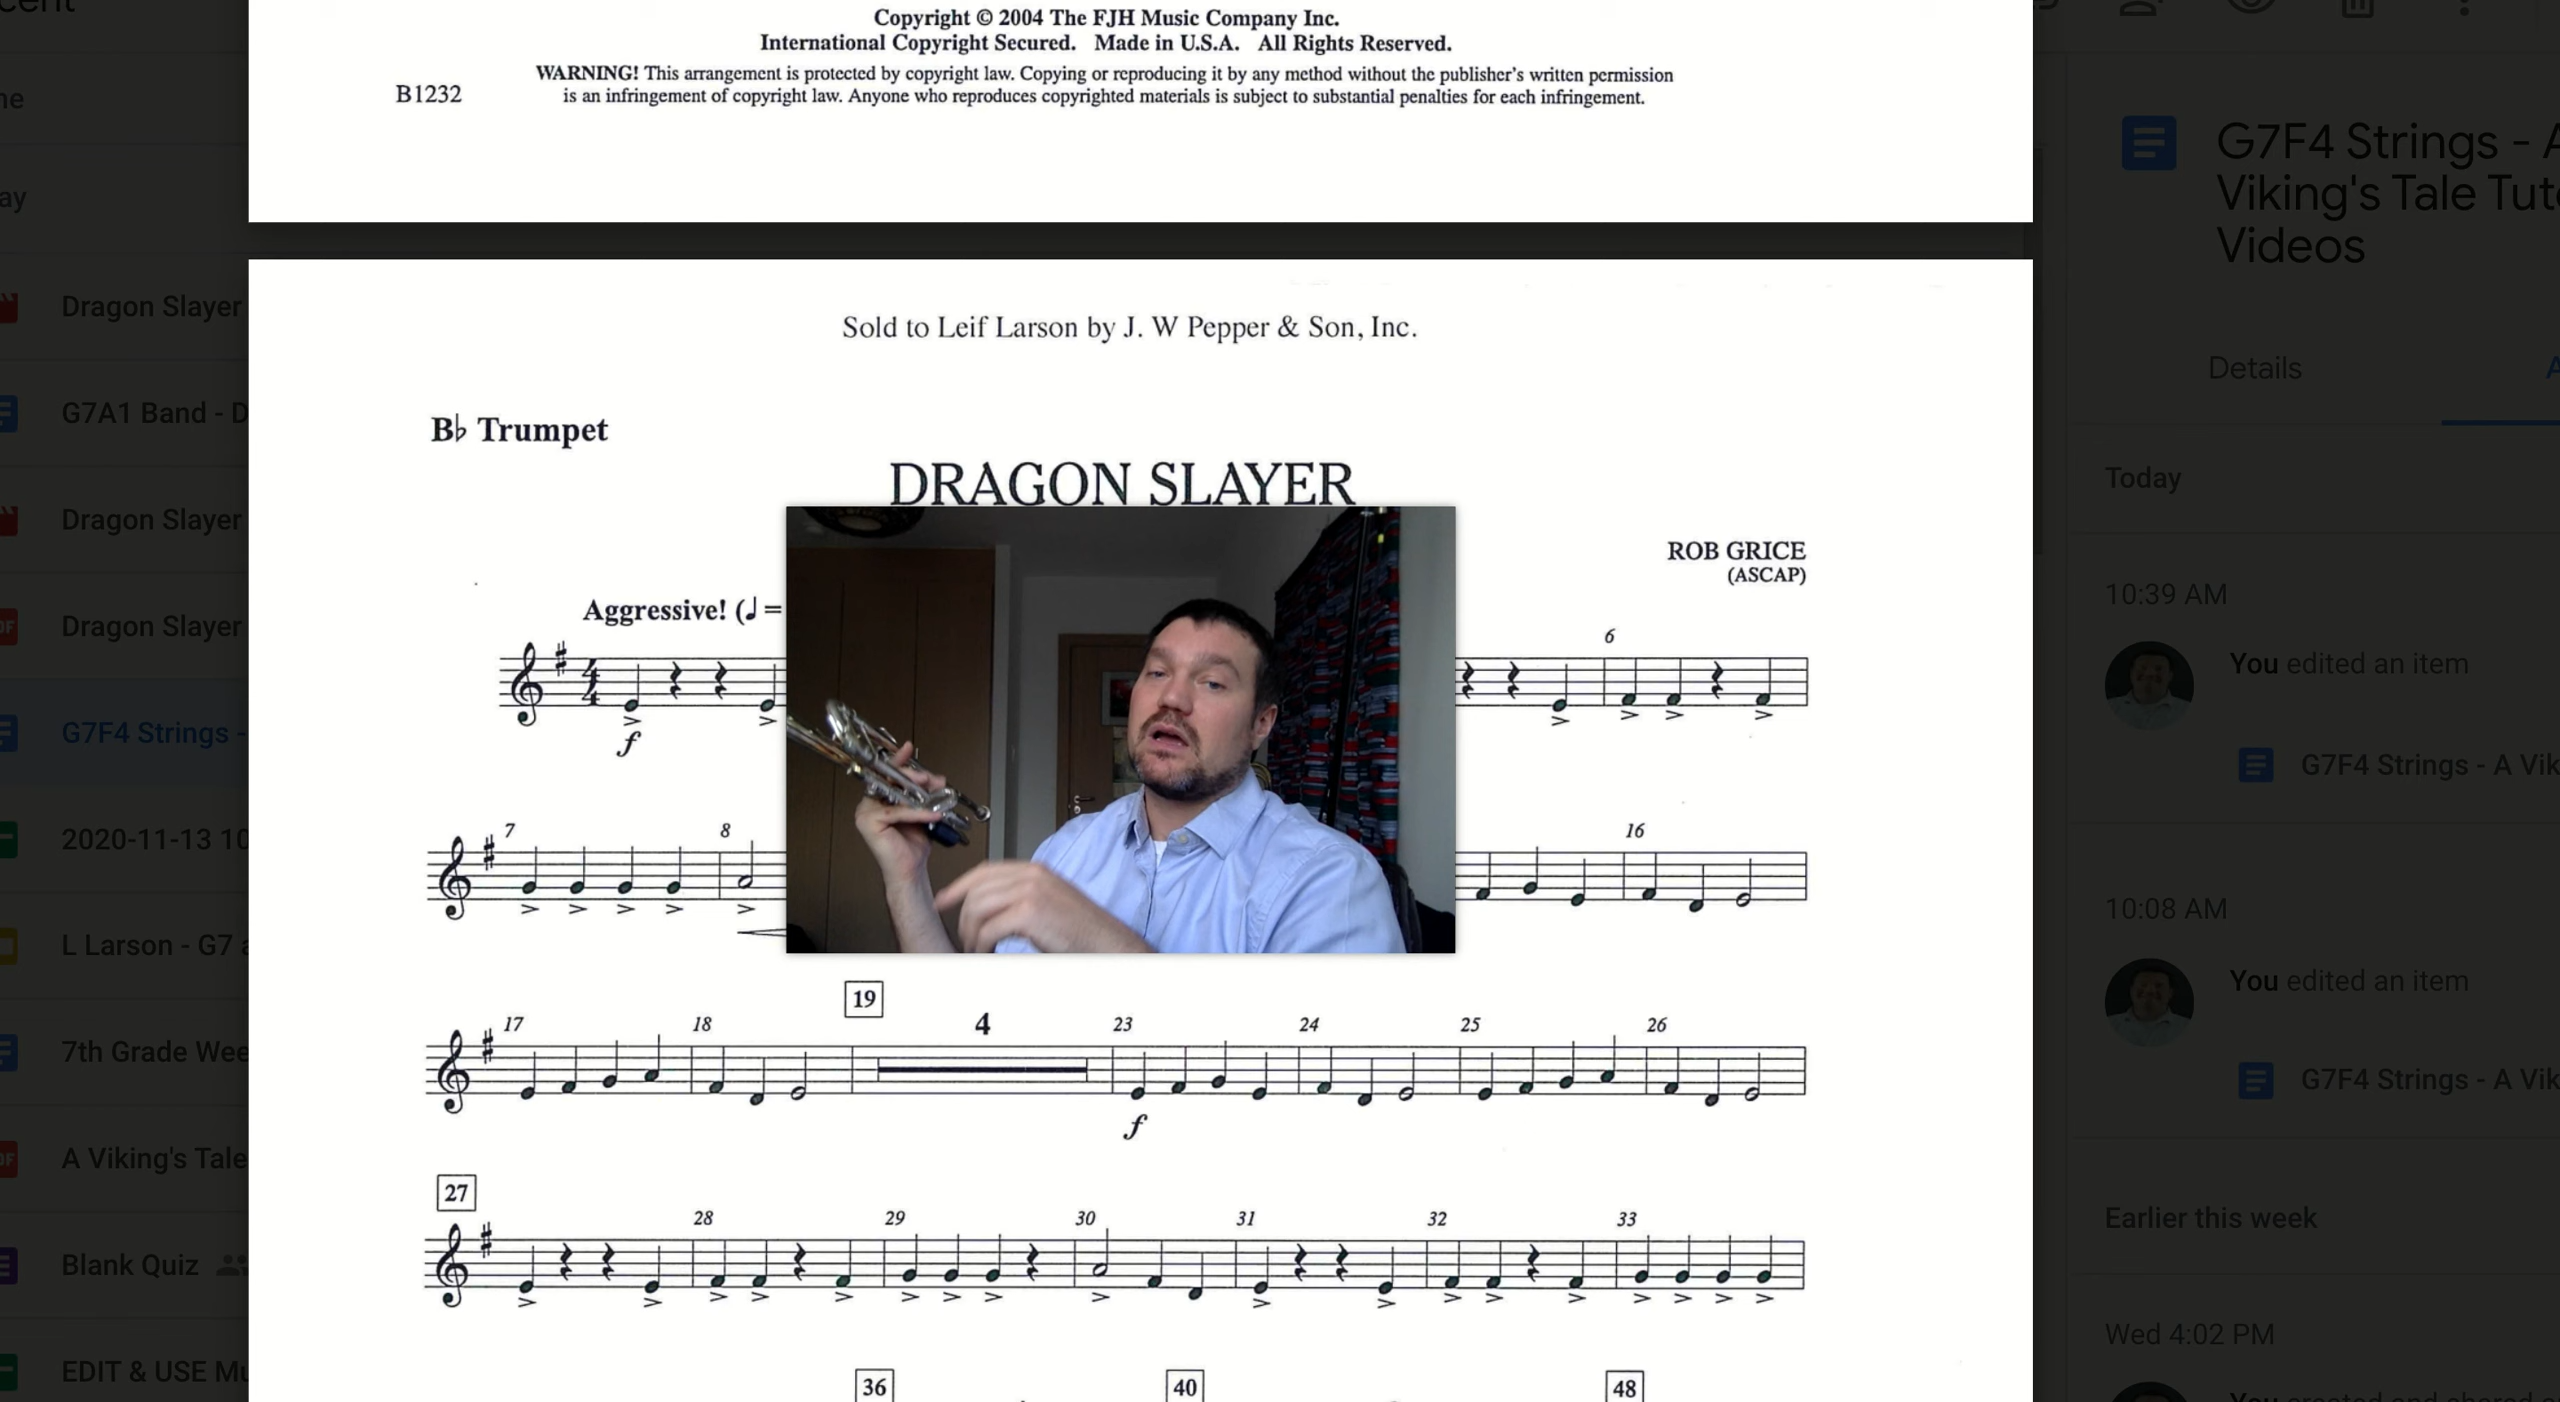 Copyright © 2004 The FJH Music Company Inc.
International Copyright Secured. Made in U.S.A. All Rights Reserved.
WARNING! This arrangement is protected by copyright law. Copying or reproducing it by any method without the publisher's written permission
B1232
is an infringement of copyright law. Anyone who reproduces copyrighted materials is subject to substantial penalties for each infringement.
Sold to Leif Larson by J. W Pepper & Son, Inc.
B♭ Trumpet
DRAGON SLAYER
ROB GRICE
(ASCAP)
Aggressive! (♩ =
6
f
7 8 16
19
17 18 4 23 24 25 26
f
27
28 29 30 31 32 33
36 40 48
Dragon Slayer
G7A1 Band - D
Dragon Slayer
Dragon Slayer
G7F4 Strings -
2020-11-13 10
L Larson - G7 a
7th Grade Wee
A Viking's Tale
Blank Quiz
EDIT & USE Mu
G7F4 Strings - A
Viking's Tale Tut
Videos
Details
Today
10:39 AM
You edited an item
G7F4 Strings - A Vik
10:08 AM
You edited an item
G7F4 Strings - A Vik
Earlier this week
Wed 4:02 PM